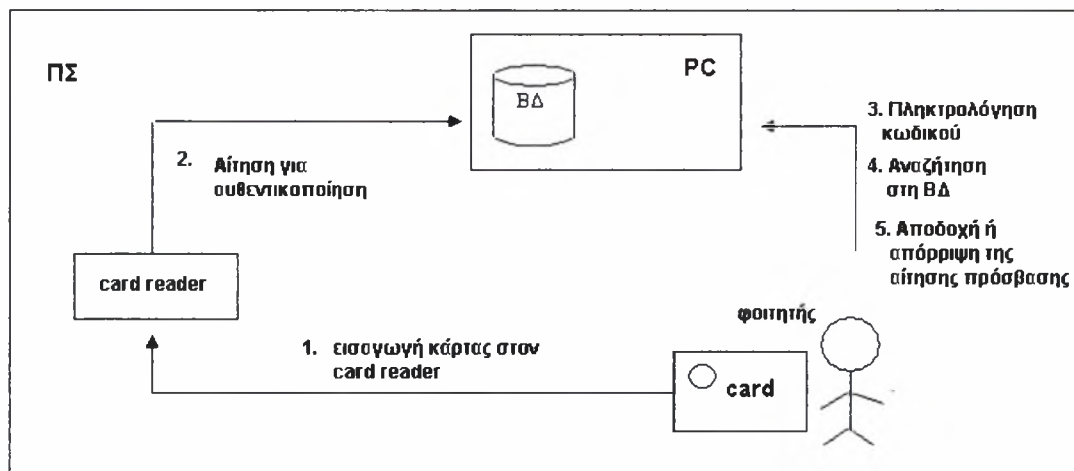 ΠΣ
PC
ΒΔ
3. Πληκτρολόγηση
κωδικού
2. Αίτηση για
αυθεντικοποίηση
4. Αναζήτηση
στη ΒΔ
5. Αποδοχή ή
απόρριψη της
αίτησης πρόσβασης
card reader
φοιτητής
1. εισαγωγή κάρτας στον
card reader
card